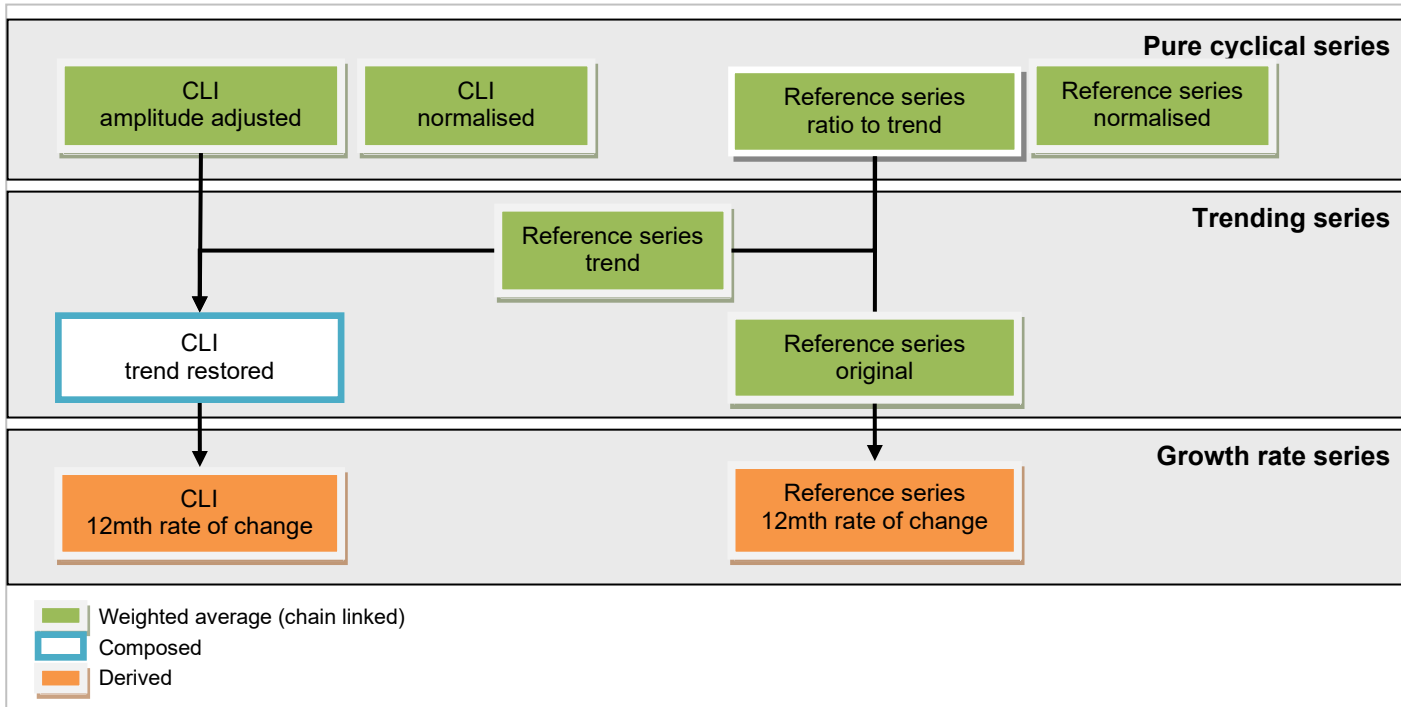 Pure cyclical series
CLI
amplitude adjusted
CLI
normalised
Reference series
ratio to trend
Reference series
normalised
Trending series
Reference series
trend
CLI
trend restored
Reference series
original
Growth rate series
CLI
12mth rate of change
Reference series
12mth rate of change
Weighted average (chain linked)
Composed
Derived